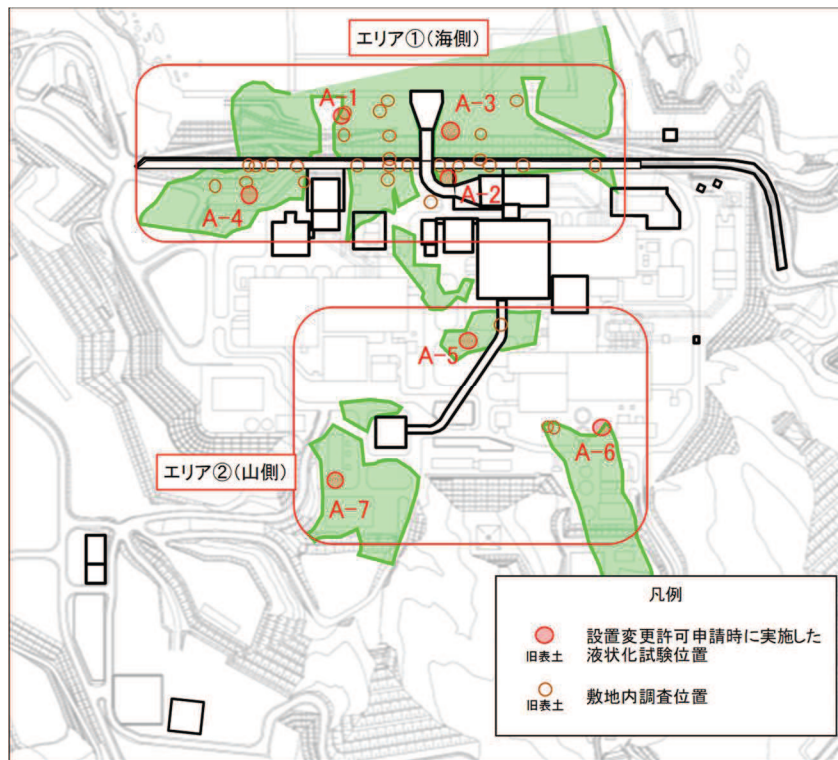 エリア①(海側)
A-1
A-3
A-2
A-4
A-5
A-6
エリア②(山側)
A-7
凡例
設置変更許可申請時に実施した
旧表土 液状化試験位置
敷地内調査位置
旧表土